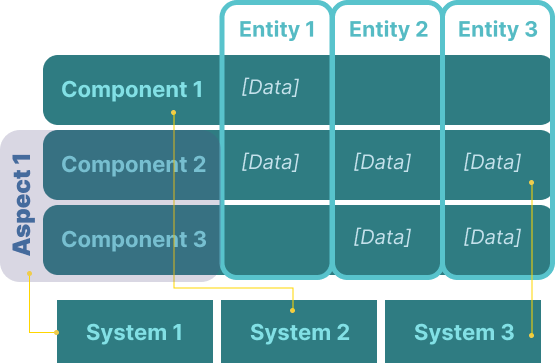 Entity 1 Entity 2 Entity 3
Component 1 [Data]
Component 2 [Data] [Data] [Data]
Component 3 [Data] [Data]
Aspect 1
System 1 System 2 System 3